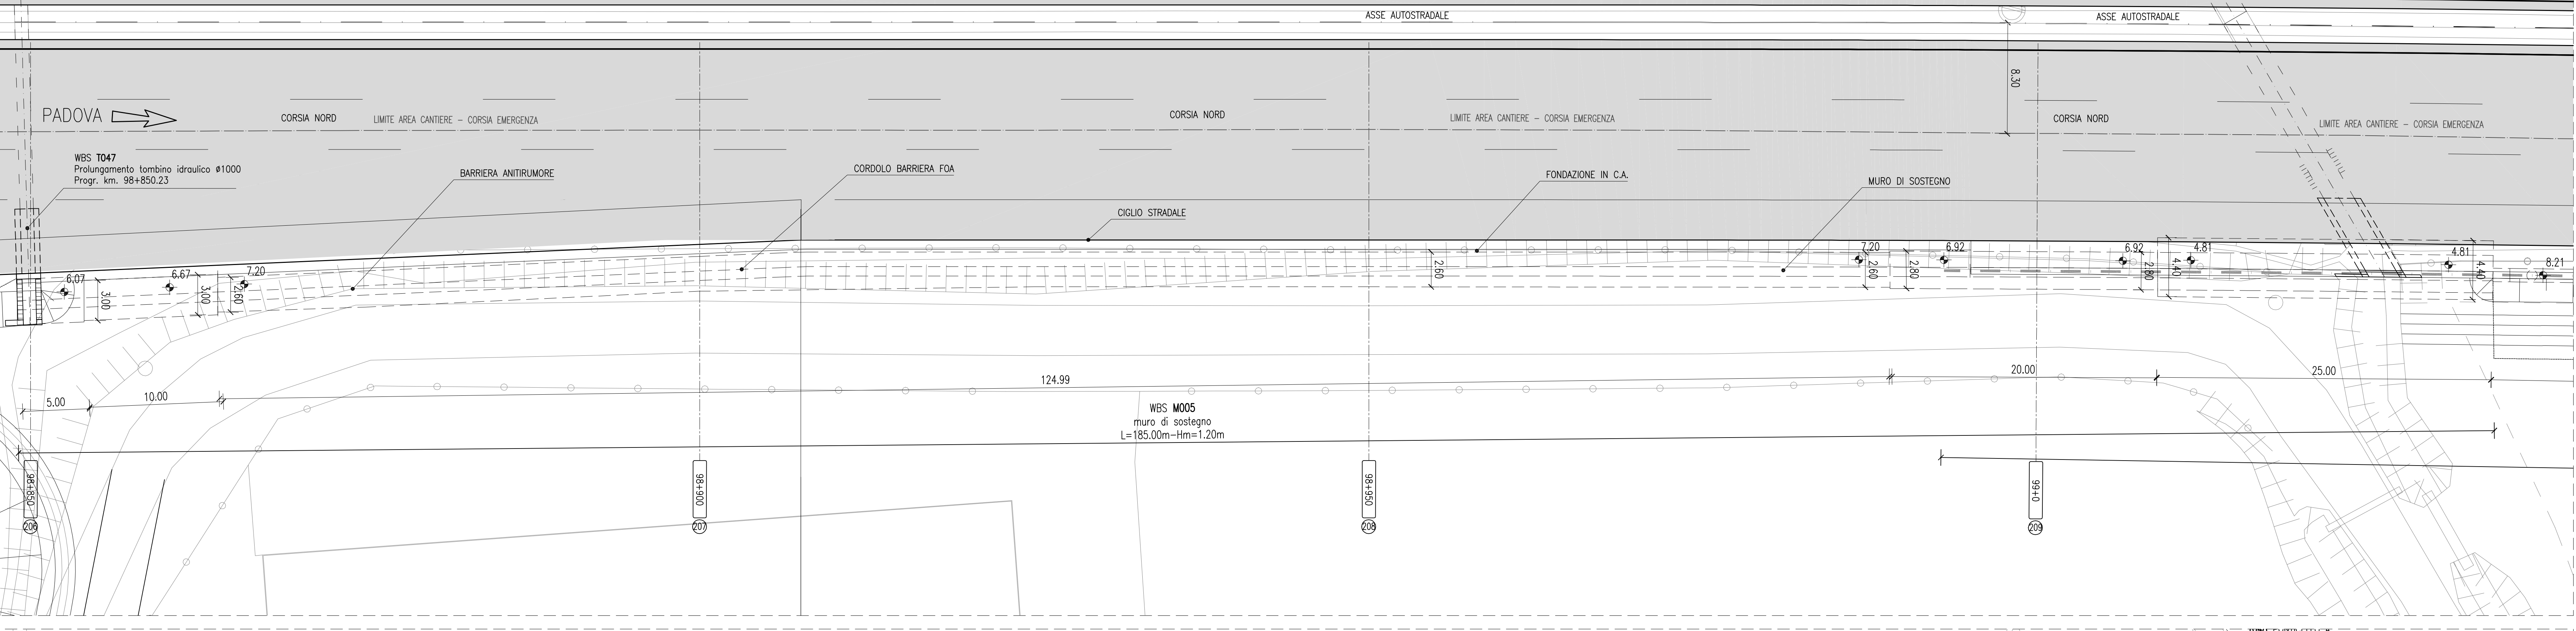 ASSE AUTOSTRADALE
ASSE AUTOSTRADALE
8.30
PADOVA
CORSIA NORD
LIMITE AREA CANTIERE – CORSIA EMERGENZA
CORSIA NORD
LIMITE AREA CANTIERE – CORSIA EMERGENZA
CORSIA NORD
LIMITE AREA CANTIERE – CORSIA EMERGENZA
WBS T047
Prolungamento tombino idraulico ø1000
Progr. km. 98+850.23
BARRIERA ANTIRUMORE
CORDOLO BARRIERA FOA
FONDAZIONE IN C.A.
MURO DI SOSTEGNO
CIGLIO STRADALE
6.07
3.00
6.67
3.00
7.20
2.60
2.60
7.20
2.60
2.80
6.92
6.92
2.80
4.40
4.81
4.81
4.40
8.21
5.00
10.00
124.99
20.00
25.00
WBS M005
muro di sostegno
L=185.00m–Hm=1.20m
98+850
206
98+900
207
98+950
208
99+0
209